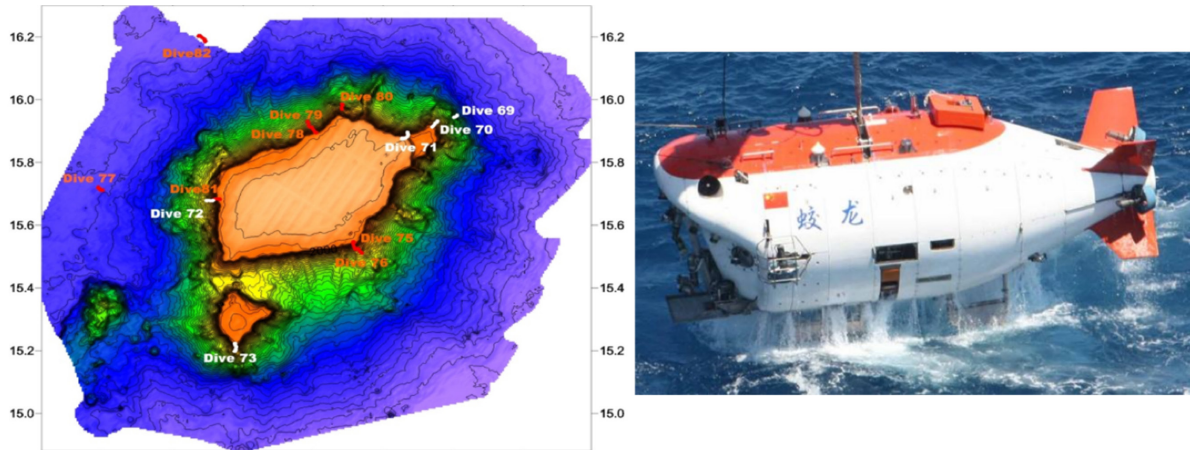 16.2
16.2
Dive82
16.0
16.0
Dive 80
Dive 69
Dive 79
Dive 70
Dive 78
Dive 71
15.8
15.8
Dive 77
Dive81
Dive 72
15.6
15.6
Dive 75
Dive 76
15.4
15.4
15.2
15.2
Dive 73
15.0
15.0
蛟龙